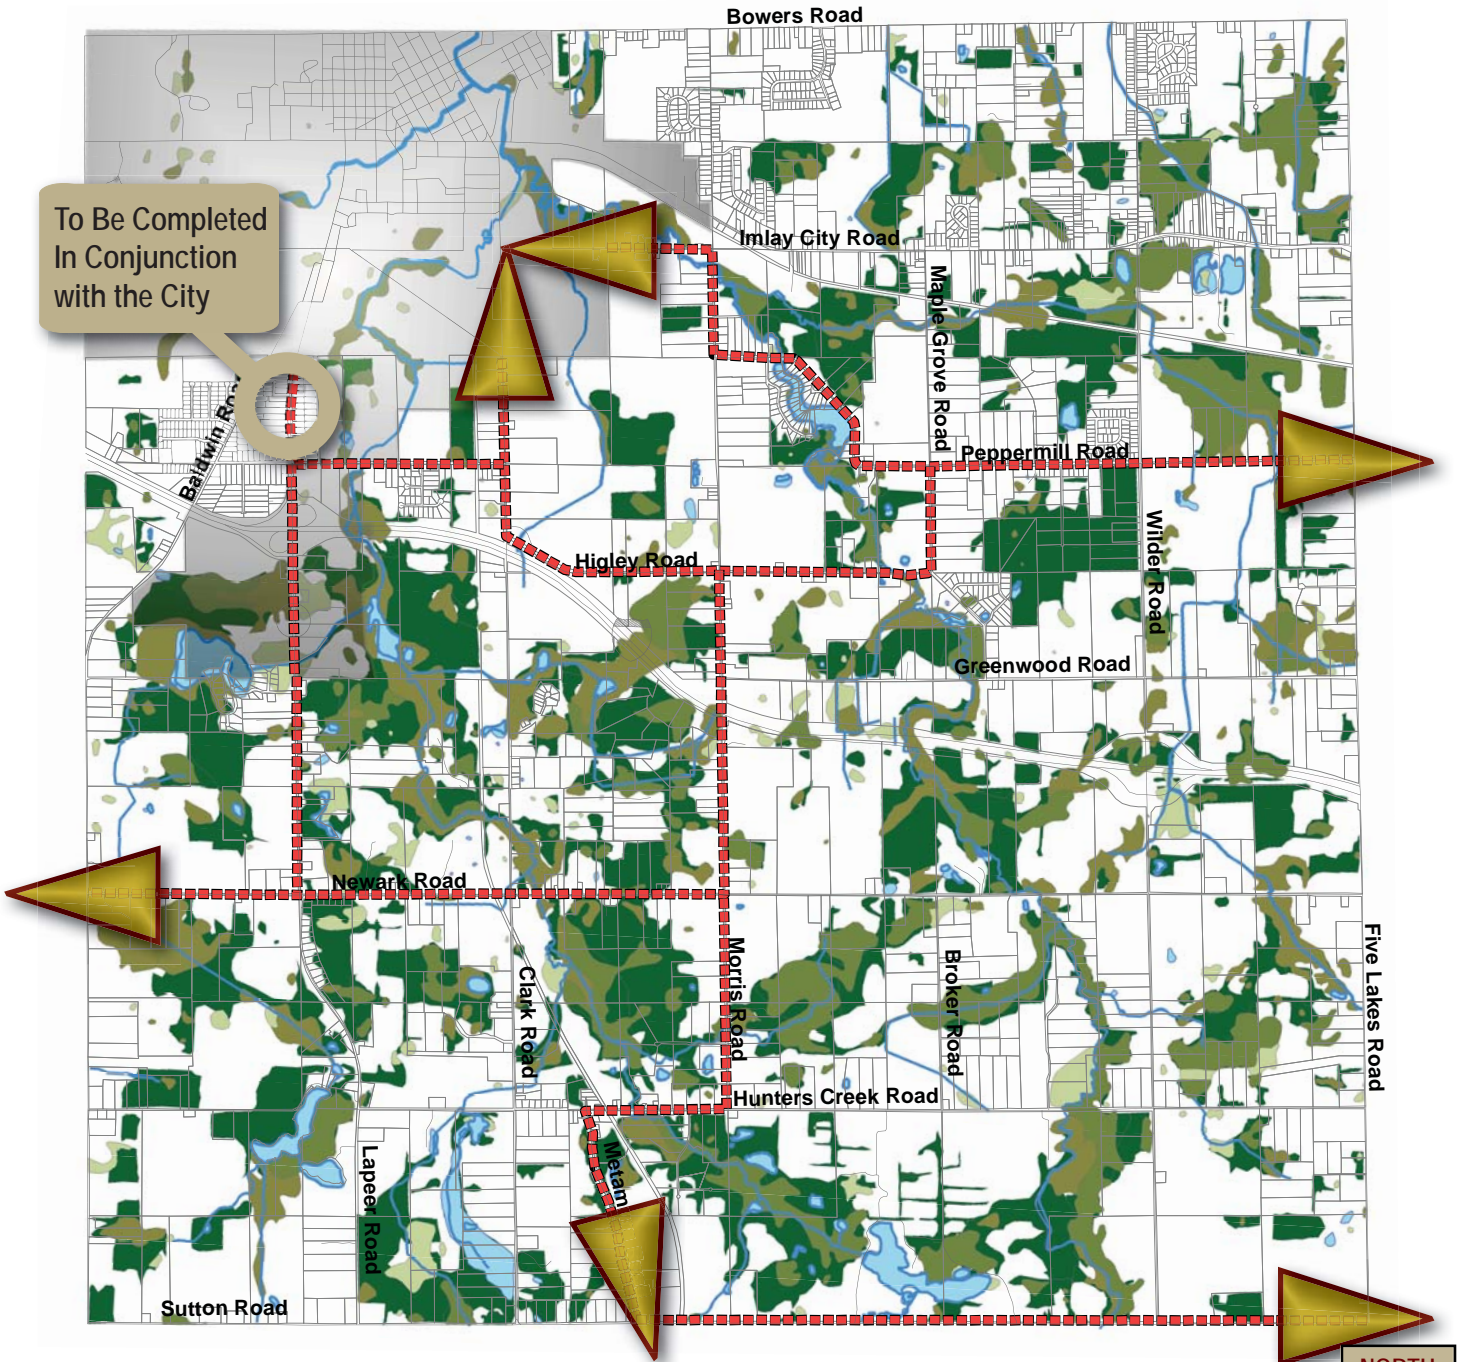 Bowers Road
To Be Completed
In Conjunction
with the City
Imlay City Road
Maple Grove Road
Baldwin Road
Peppermill Road
Wilder Road
Higley Road
Greenwood Road
Newark Road
Clark Road
Morris Road
Broker Road
Five Lakes Road
Hunters Creek Road
Lapeer Road
Metam
Sutton Road
NORTH